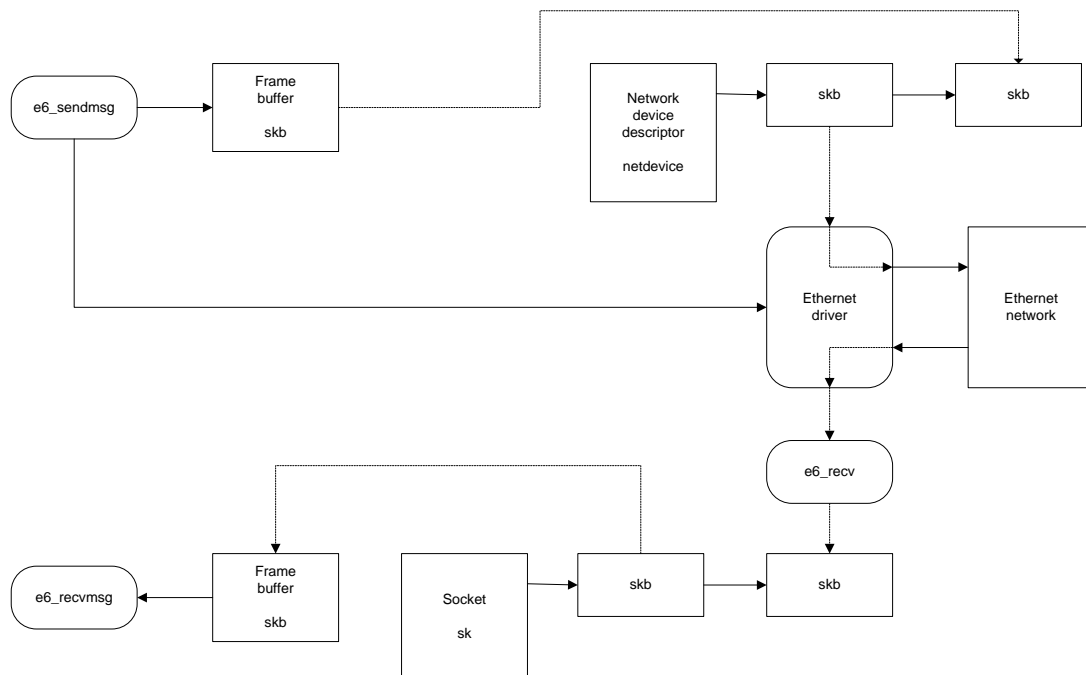 e6_sendmsg
Frame
buffer
skb
Network
device
descriptor
netdevice
skb
skb
Ethernet
driver
Ethernet
network
e6_recv
e6_recvmsg
Frame
buffer
skb
Socket
sk
skb
skb